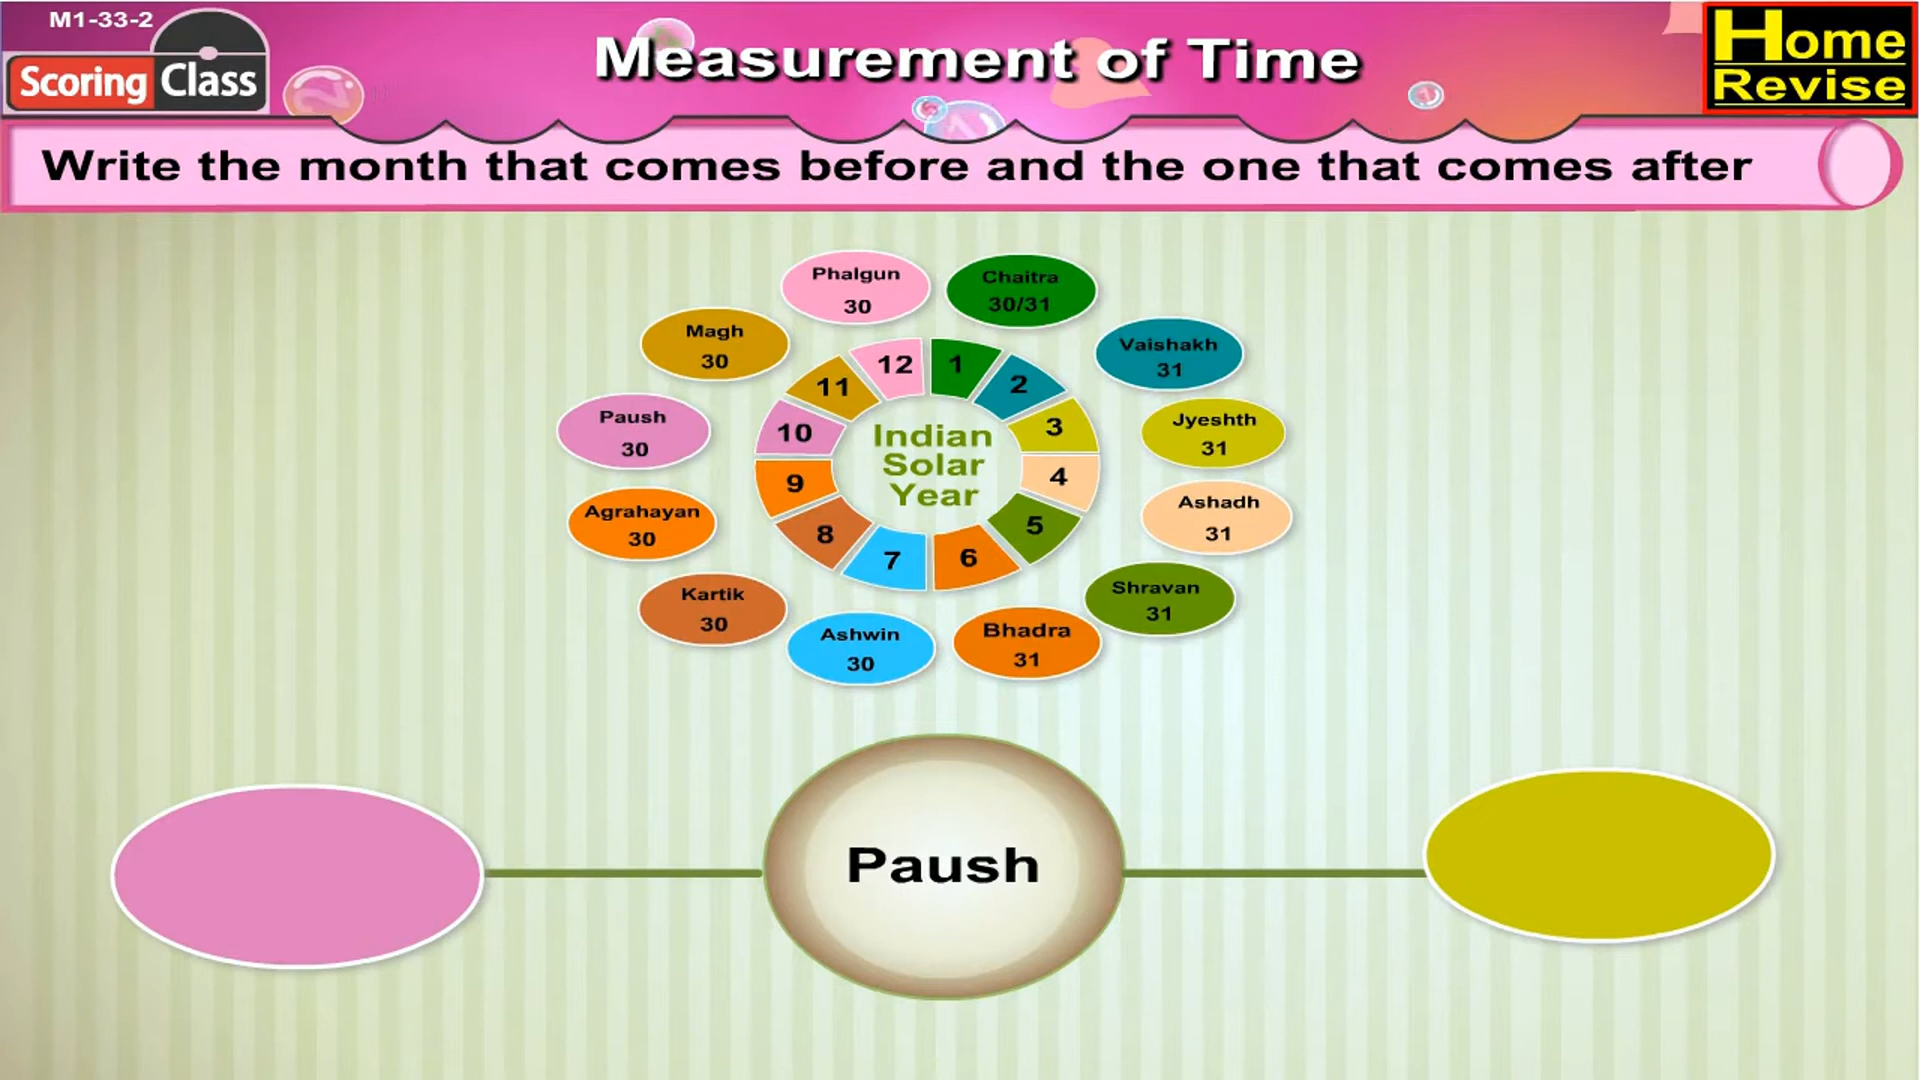 M1-33-2
Scoring Class
Measurement of Time
Home
Revise
Write the month that comes before and the one that comes after
Phalgun
30
Chaitra
30/31
Magh
30
Vaishakh
31
Paush
30
Jyeshth
31
Agrahayan
30
Ashadh
31
Kartik
30
Shravan
31
Ashwin
30
Bhadra
31
12
1
11
2
10
3
9
4
8
5
7
6
Indian
Solar
Year
Paush